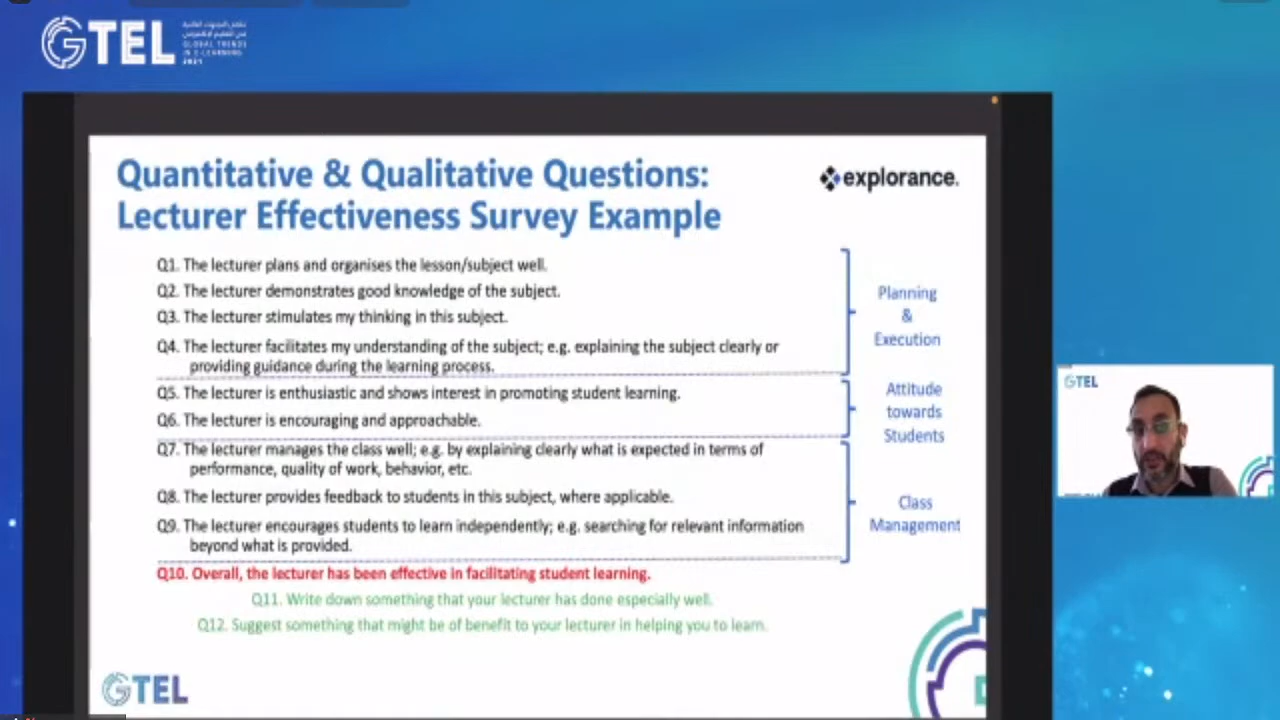 GTEL
GLOBAL TRENDS
IN E-LEARNING
2021
Quantitative & Qualitative Questions:
Lecturer Effectiveness Survey Example
explorance.
Q1. The lecturer plans and organises the lesson/subject well.
Q2. The lecturer demonstrates good knowledge of the subject.
Q3. The lecturer stimulates my thinking in this subject.
Q4. The lecturer facilitates my understanding of the subject; e.g. explaining the subject clearly or
providing guidance during the learning process.
Planning
&
Execution
Q5. The lecturer is enthusiastic and shows interest in promoting student learning.
Q6. The lecturer is encouraging and approachable.
Attitude
towards
Students
Q7. The lecturer manages the class well; e.g. by explaining clearly what is expected in terms of
performance, quality of work, behavior, etc.
Q8. The lecturer provides feedback to students in this subject, where applicable.
Q9. The lecturer encourages students to learn independently; e.g. searching for relevant information
beyond what is provided.
Class
Management
Q10. Overall, the lecturer has been effective in facilitating student learning.
Q11. Write down something that your lecturer has done especially well.
Q12. Suggest something that might be of benefit to your lecturer in helping you to learn.
GTEL
GTEL